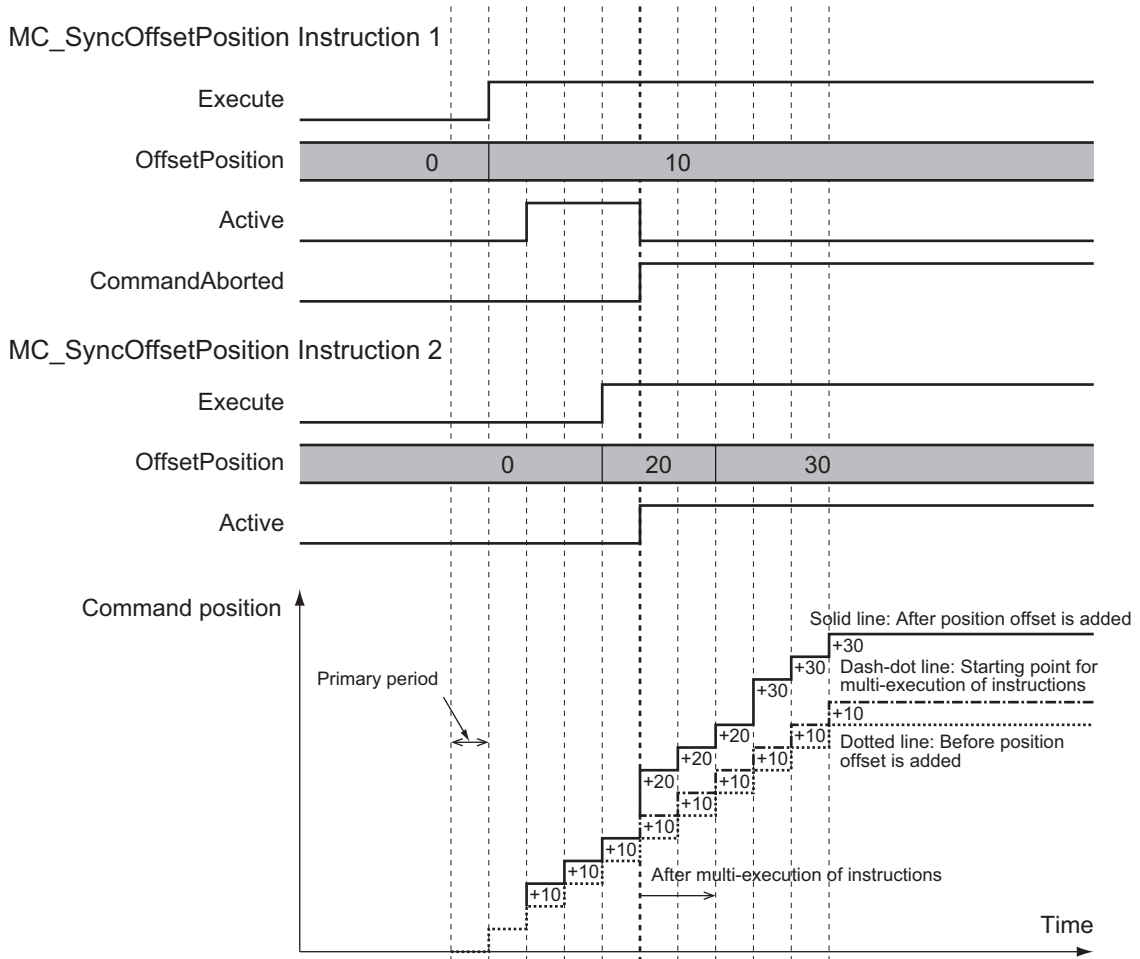 MC_SyncOffsetPosition Instruction 1
Execute
OffsetPosition
0
10
Active
CommandAborted
MC_SyncOffsetPosition Instruction 2
Execute
OffsetPosition
0
20
30
Active
Command position
Solid line: After position offset is added
+30
Dash-dot line: Starting point for
multi-execution of instructions
+30
Primary period
+30
+10
+20
+10
Dotted line: Before position
offset is added
+20
+10
+20
+10
+10
+10
+10
+10
+10
After multi-execution of instructions
Time